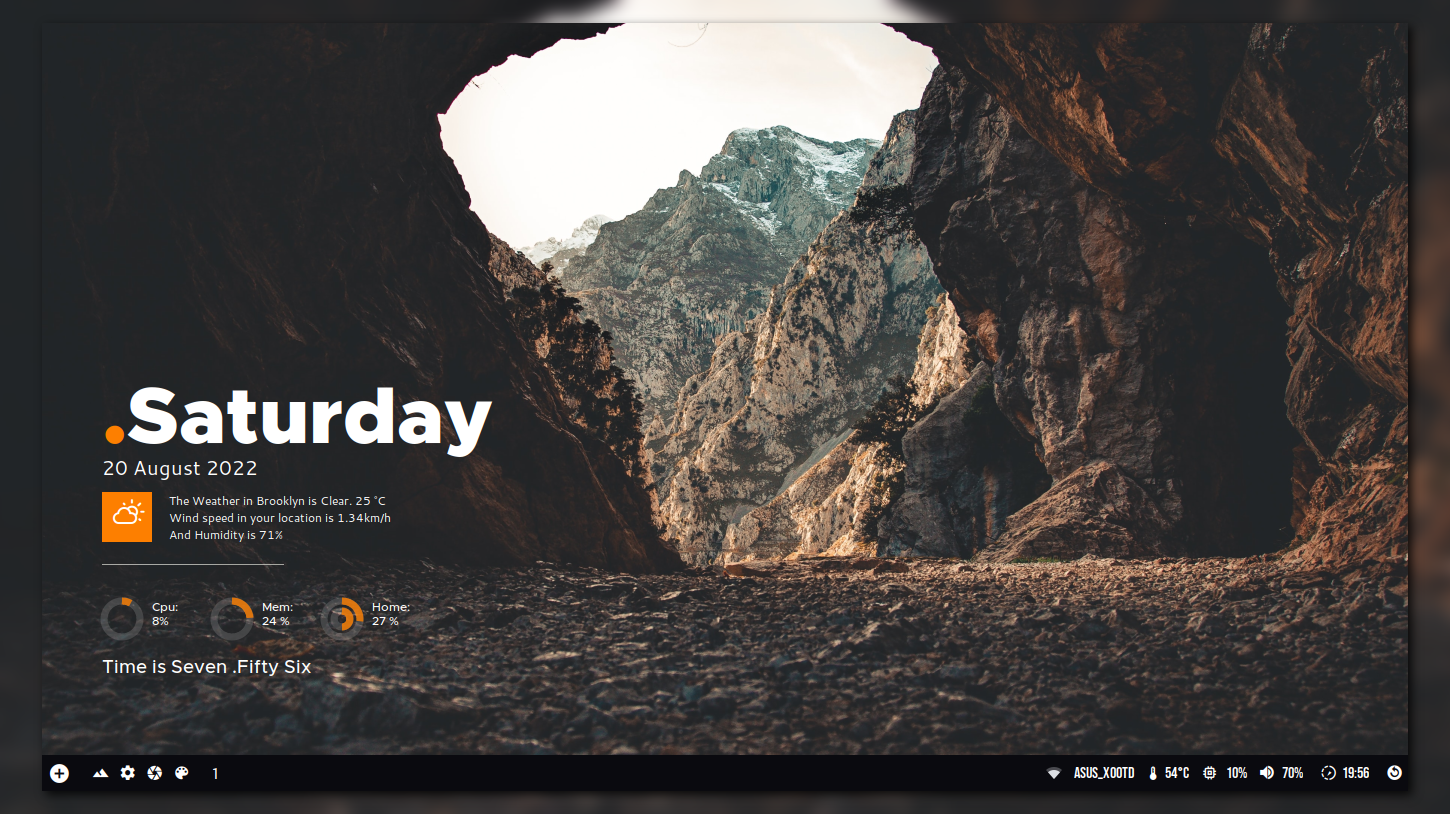 .Saturday
20 August 2022
The Weather in Brooklyn is Clear. 25 °C
Wind speed in your location is 1.34km/h
And Humidity is 71%
Cpu:
8%
Mem:
24 %
Home:
27 %
Time is Seven .Fifty Six
1
ASUS_X00TD 54°C 10% 70% 19:56